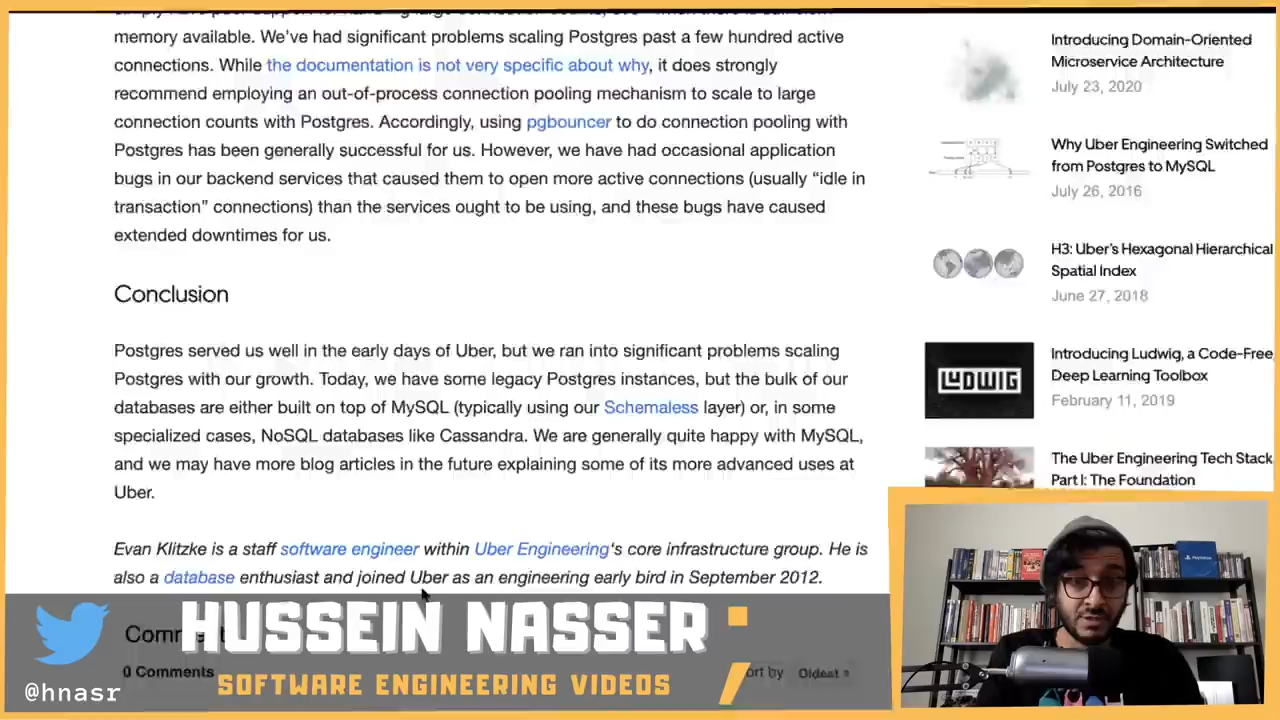 memory available. We've had significant problems scaling Postgres past a few hundred active
connections. While the documentation is not very specific about why, it does strongly
recommend employing an out-of-process connection pooling mechanism to scale to large
connection counts with Postgres. Accordingly, using pgbouncer to do connection pooling with
Postgres has been generally successful for us. However, we have had occasional application
bugs in our backend services that caused them to open more active connections (usually “idle in
transaction” connections) than the services ought to be using, and these bugs have caused
extended downtimes for us.
Conclusion
Postgres served us well in the early days of Uber, but we ran into significant problems scaling
Postgres with our growth. Today, we have some legacy Postgres instances, but the bulk of our
databases are either built on top of MySQL (typically using our Schemaless layer) or, in some
specialized cases, NoSQL databases like Cassandra. We are generally quite happy with MySQL,
and we may have more blog articles in the future explaining some of its more advanced uses at
Uber.
Evan Klitzke is a staff software engineer within Uber Engineering's core infrastructure group. He is
also a database enthusiast and joined Uber as an engineering early bird in September 2012.
0 Comments
Oldest
Introducing Domain-Oriented
Microservice Architecture
July 23, 2020
Why Uber Engineering Switched
from Postgres to MySQL
July 26, 2016
H3: Uber's Hexagonal Hierarchical
Spatial Index
June 27, 2018
LUDWIG
Introducing Ludwig, a Code-Free
Deep Learning Toolbox
February 11, 2019
The Uber Engineering Tech Stack,
Part I: The Foundation
HUSSEIN NASSER
@hnasr
SOFTWARE ENGINEERING VIDEOS